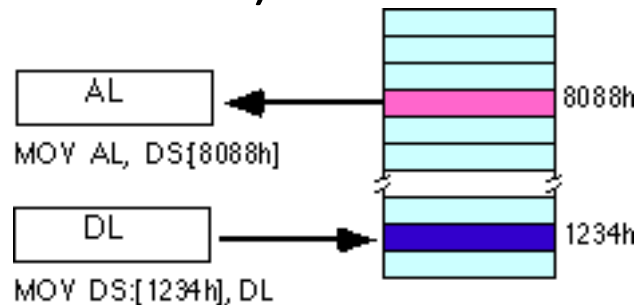 AL
8088h
MOV AL, DS:[8088h]
DL
1234h
MOV DS:[1234h], DL